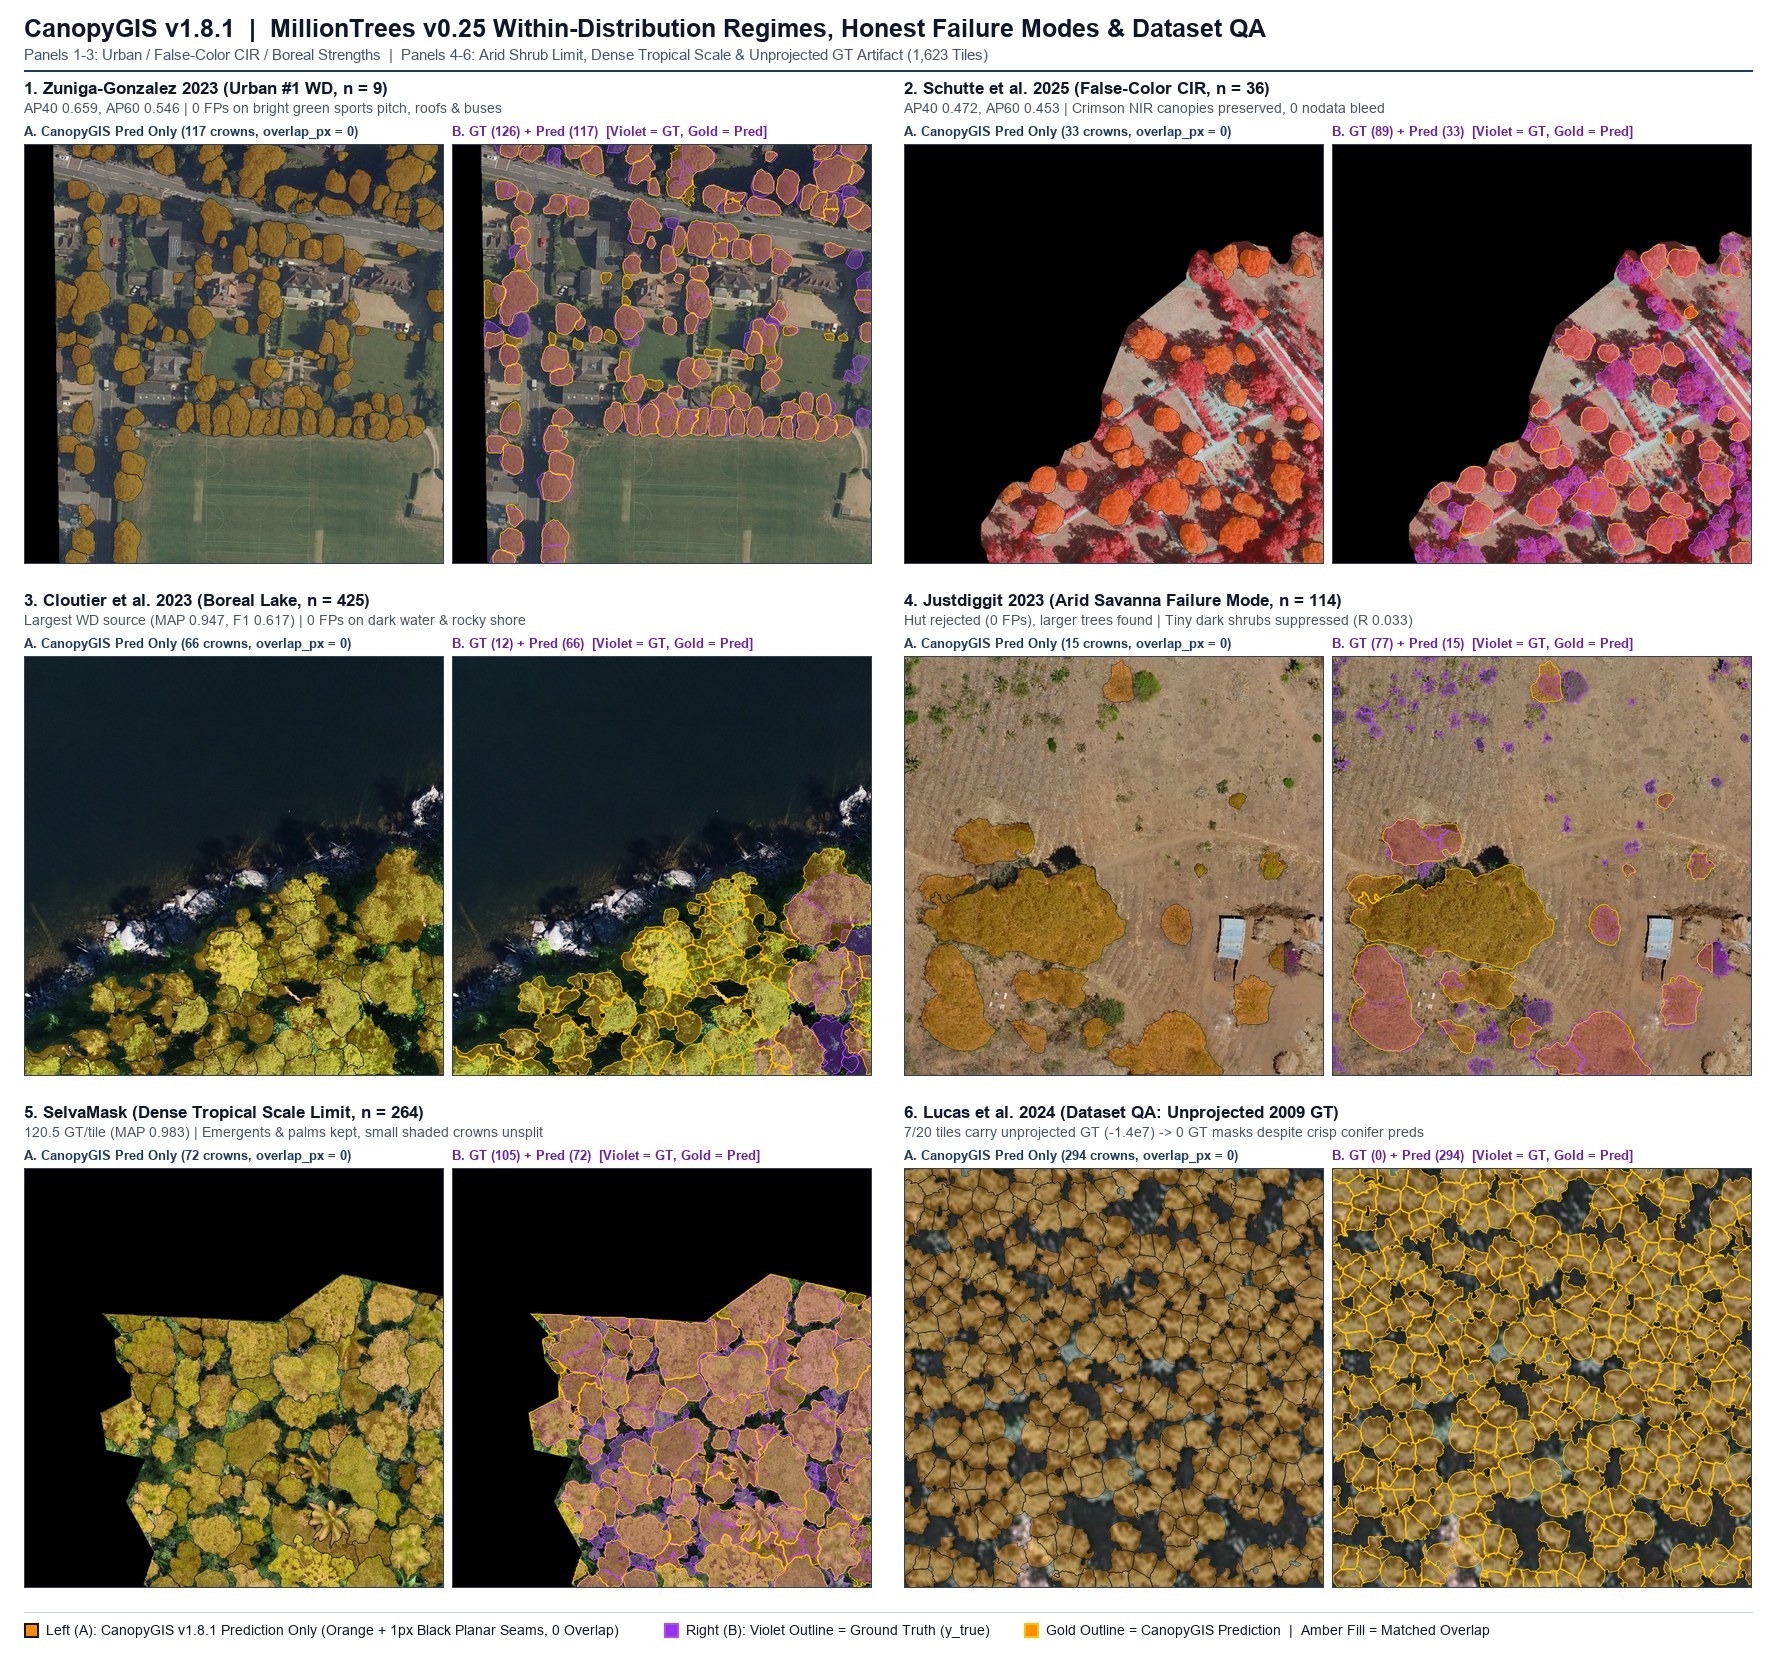 CanopyGIS v1.8.1 | MillionTrees v0.25 Within-Distribution Regimes, Honest Failure Modes & Dataset QA
Panels 1-3: Urban / False-Color CIR / Boreal Strengths | Panels 4-6: Arid Shrub Limit, Dense Tropical Scale & Unprojected GT Artifact (1,623 Tiles)
1. Zuniga-Gonzalez 2023 (Urban #1 WD, n = 9)
AP40 0.659, AP60 0.546 | 0 FPs on bright green sports pitch, roofs & buses
A. CanopyGIS Pred Only (117 crowns, overlap_px = 0)
B. GT (126) + Pred (117) [Violet = GT, Gold = Pred]
2. Schutte et al. 2025 (False-Color CIR, n = 36)
AP40 0.472, AP60 0.453 | Crimson NIR canopies preserved, 0 nodata bleed
A. CanopyGIS Pred Only (33 crowns, overlap_px = 0)
B. GT (89) + Pred (33) [Violet = GT, Gold = Pred]
3. Cloutier et al. 2023 (Boreal Lake, n = 425)
Largest WD source (MAP 0.947, F1 0.617) | 0 FPs on dark water & rocky shore
A. CanopyGIS Pred Only (66 crowns, overlap_px = 0)
B. GT (12) + Pred (66) [Violet = GT, Gold = Pred]
4. Justdiggit 2023 (Arid Savanna Failure Mode, n = 114)
Hut rejected (0 FPs), larger trees found | Tiny dark shrubs suppressed (R 0.033)
A. CanopyGIS Pred Only (15 crowns, overlap_px = 0)
B. GT (77) + Pred (15) [Violet = GT, Gold = Pred]
5. SelvaMask (Dense Tropical Scale Limit, n = 264)
120.5 GT/tile (MAP 0.983) | Emergents & palms kept, small shaded crowns unsplit
A. CanopyGIS Pred Only (72 crowns, overlap_px = 0)
B. GT (105) + Pred (72) [Violet = GT, Gold = Pred]
6. Lucas et al. 2024 (Dataset QA: Unprojected 2009 GT)
7/20 tiles carry unprojected GT (-1.4e7) -> 0 GT masks despite crisp conifer preds
A. CanopyGIS Pred Only (294 crowns, overlap_px = 0)
B. GT (0) + Pred (294) [Violet = GT, Gold = Pred]
Left (A): CanopyGIS v1.8.1 Prediction Only (Orange + 1px Black Planar Seams, 0 Overlap)
Right (B): Violet Outline = Ground Truth (y_true)
Gold Outline = CanopyGIS Prediction | Amber Fill = Matched Overlap